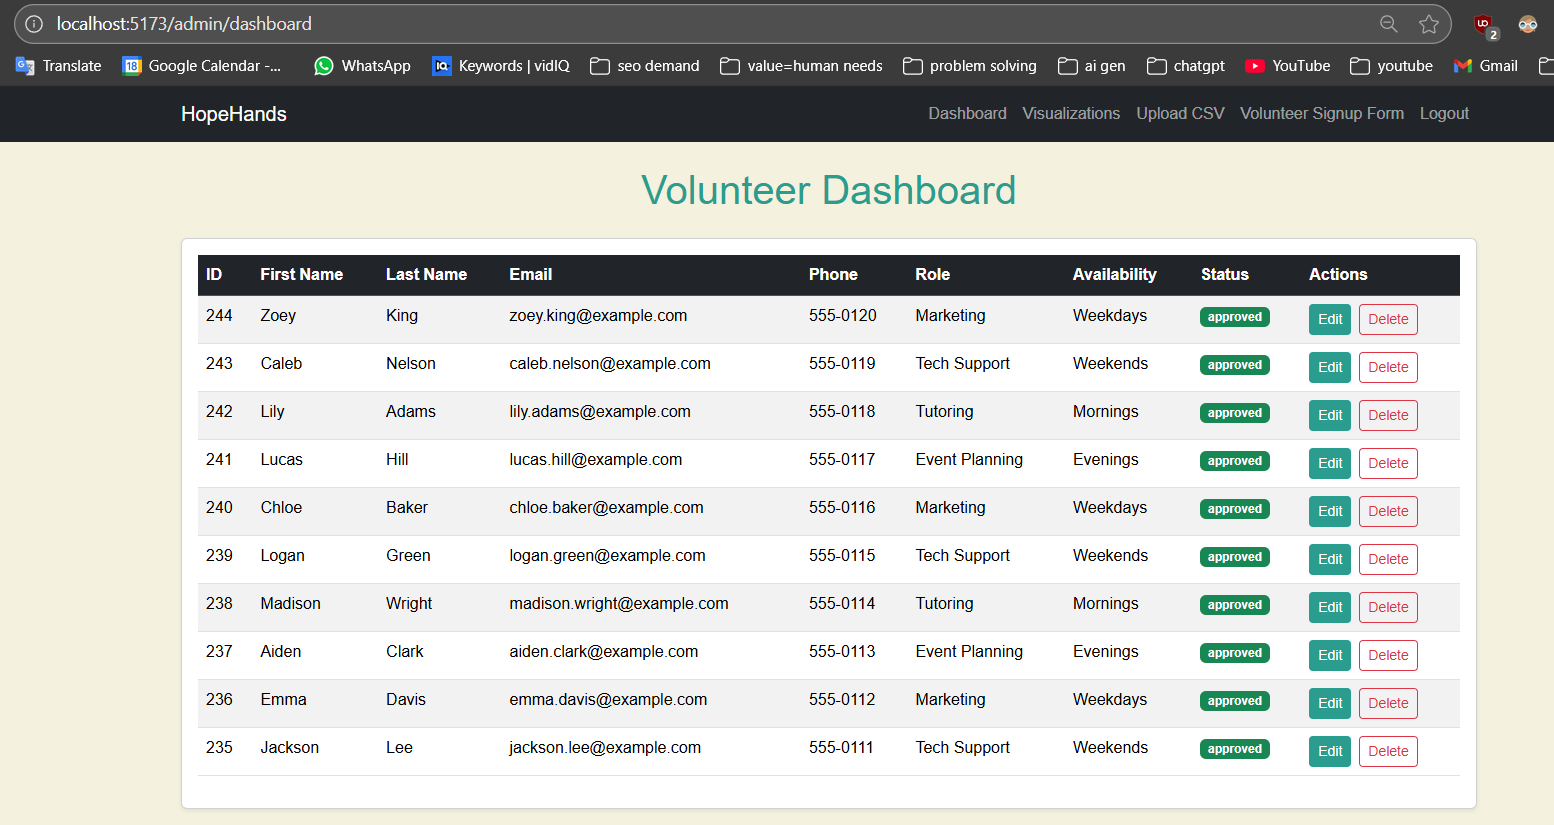 localhost:5173/admin/dashboard
2
Translate 18 Google Calendar -... WhatsApp IQ Keywords | vidIQ seo demand value=human needs problem solving ai gen chatgpt YouTube youtube Gmail
HopeHands Dashboard Visualizations Upload CSV Volunteer Signup Form Logout
Volunteer Dashboard
ID First Name Last Name Email Phone Role Availability Status Actions
244 Zoey King zoey.king@example.com 555-0120 Marketing Weekdays approved Edit Delete
243 Caleb Nelson caleb.nelson@example.com 555-0119 Tech Support Weekends approved Edit Delete
242 Lily Adams lily.adams@example.com 555-0118 Tutoring Mornings approved Edit Delete
241 Lucas Hill lucas.hill@example.com 555-0117 Event Planning Evenings approved Edit Delete
240 Chloe Baker chloe.baker@example.com 555-0116 Marketing Weekdays approved Edit Delete
239 Logan Green logan.green@example.com 555-0115 Tech Support Weekends approved Edit Delete
238 Madison Wright madison.wright@example.com 555-0114 Tutoring Mornings approved Edit Delete
237 Aiden Clark aiden.clark@example.com 555-0113 Event Planning Evenings approved Edit Delete
236 Emma Davis emma.davis@example.com 555-0112 Marketing Weekdays approved Edit Delete
235 Jackson Lee jackson.lee@example.com 555-0111 Tech Support Weekends approved Edit Delete